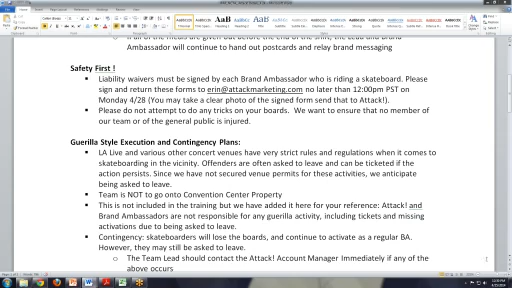 Ambassador will continue to hand out postcards and relay brand messaging
Safety First !
▪ Liability waivers must be signed by each Brand Ambassador who is riding a skateboard. Please
sign and return these forms to erin@attackmarketing.com no later than 12:00pm PST on
Monday 4/28 (You may take a clear photo of the signed form send that to Attack!).
▪ Please do not attempt to do any tricks on your boards. We want to ensure that no member of
our team or of the general public is injured.
Guerilla Style Execution and Contingency Plans:
▪ LA Live and various other concert venues have very strict rules and regulations when it comes to
skateboarding in the vicinity. Offenders are often asked to leave and can be ticketed if the
action persists. Since we have not secured venue permits for these activities, we anticipate
being asked to leave.
▪ Team is NOT to go onto Convention Center Property
▪ This is not included in the training but we have added it here for your reference: Attack! and
Brand Ambassadors are not responsible for any guerilla activity, including tickets and missing
activations due to being asked to leave.
▪ Contingency: skateboarders will lose the boards, and continue to activate as a regular BA.
However, they may still be asked to leave.
o The Team Lead should contact the Attack! Account Manager Immediately if any of the
above occurs